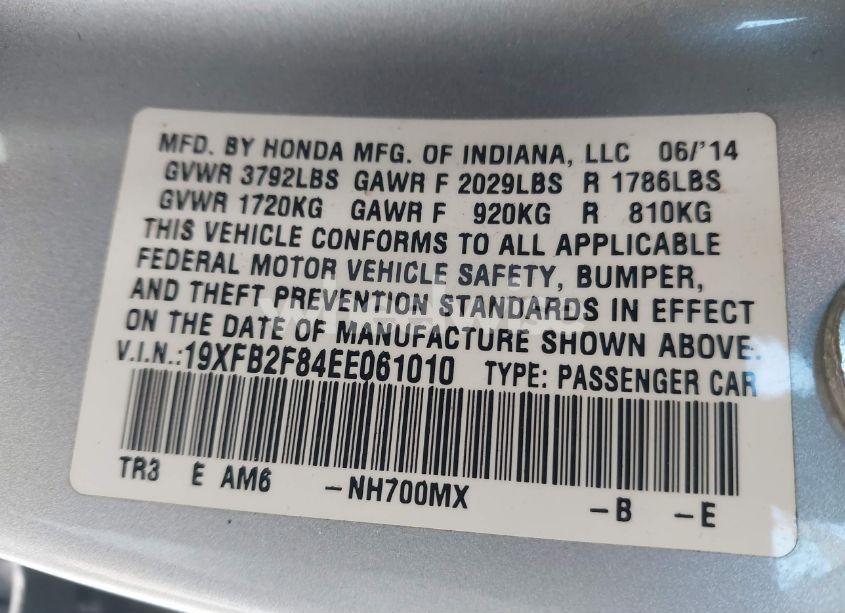 MFD. BY HONDA MFG. OF INDIANA, LLC 06/'14
GVWR 3792LBS GAWR F 2029LBS R 1786LBS
GVWR 1720KG GAWR F 920KG R 810KG
THIS VEHICLE CONFORMS TO ALL APPLICABLE
FEDERAL MOTOR VEHICLE SAFETY, BUMPER,
AND THEFT PREVENTION STANDARDS IN EFFECT
ON THE DATE OF MANUFACTURE SHOWN ABOVE.
V.I.N.:19XFB2F84EE061010 TYPE: PASSENGER CAR
TR3 E AM6 -NH700MX -B -E